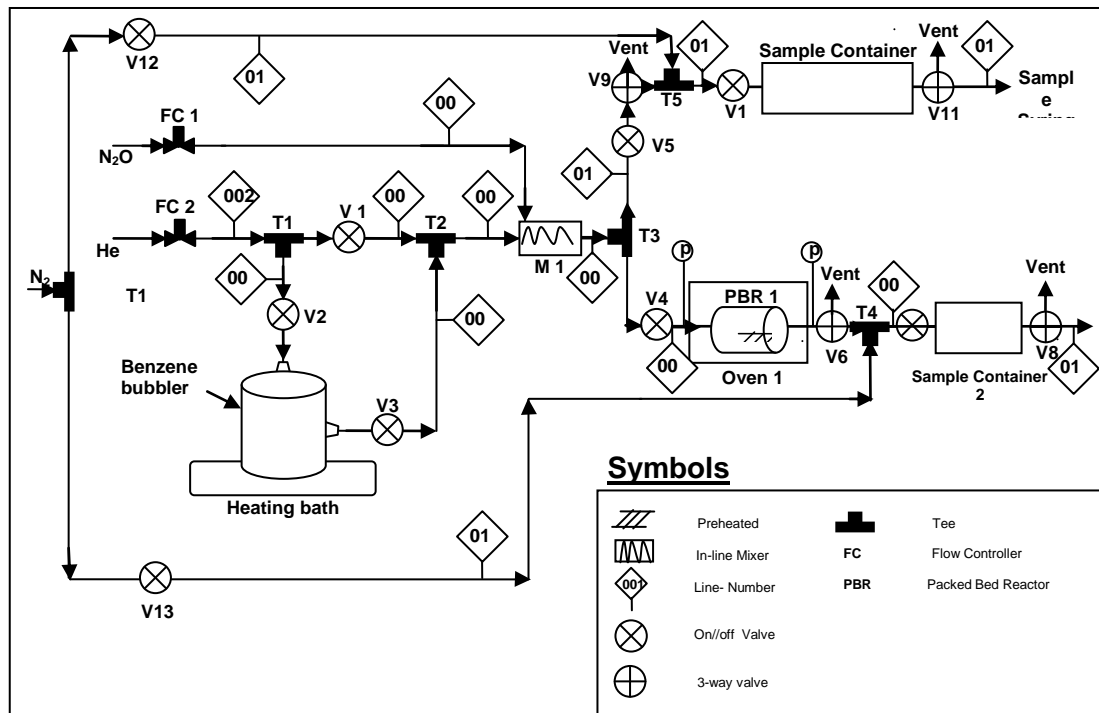 V12
01
FC 1
N₂O
00
Vent
V9
T5
01
V1
Sample Container
Vent
V11
01
Sampl
e
V5
01
FC 2
He
002
T1
V 1
00
T2
00
M 1
00
T3
N₂
T1
00
V2
00
Benzene
bubbler
V3
Heating bath
P
P
V4
00
PBR 1
Oven 1
Vent
V6
T4
00
Sample Container
2
Vent
V8
01
V13
01
Symbols
Preheated
Tee
In-line Mixer
FC
Flow Controller
001
Line- Number
PBR
Packed Bed Reactor
On//off Valve
3-way valve